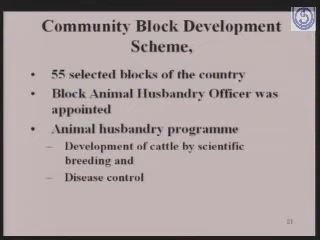 Community Block Development
Scheme,
• 55 selected blocks of the country
• Block Animal Husbandry Officer was
appointed
• Animal husbandry programme
– Development of cattle by scientific
breeding and
– Disease control
21